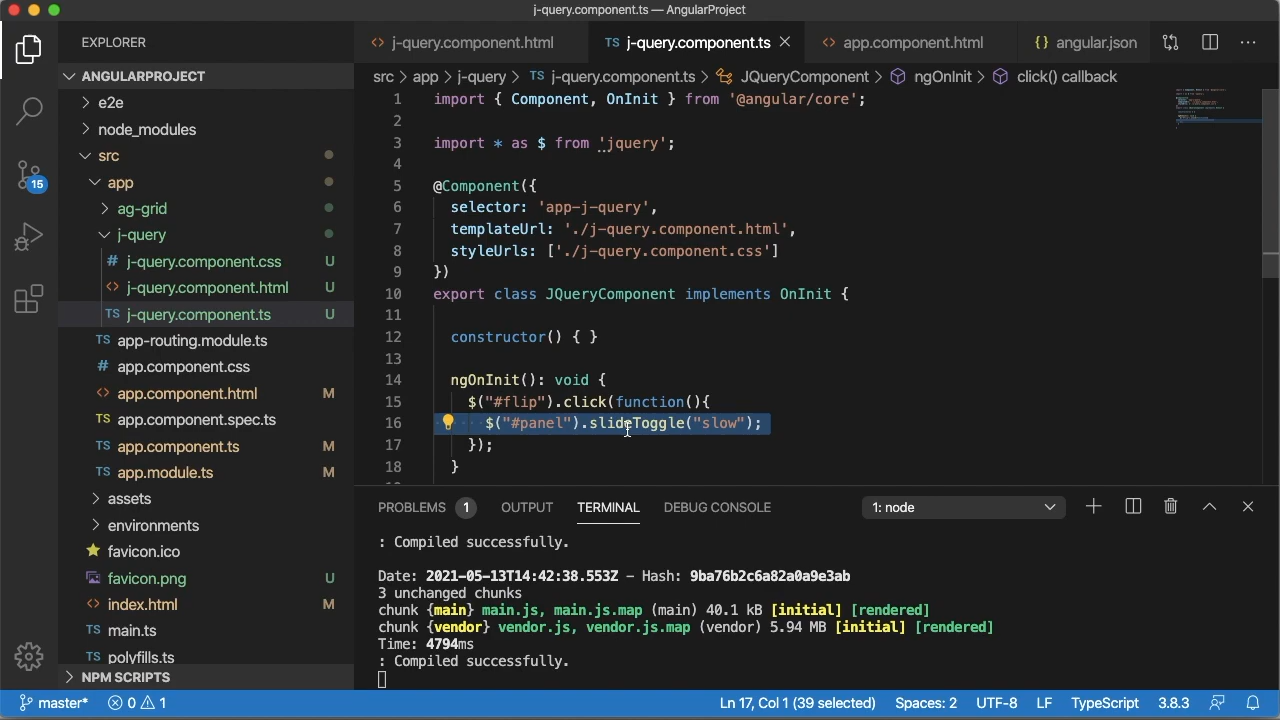 j-query.component.ts — AngularProject
EXPLORER
ANGULARPROJECT
e2e
node_modules
src
app
ag-grid
j-query
# j-query.component.css U
<> j-query.component.html U
TS j-query.component.ts U
TS app-routing.module.ts
# app.component.css
<> app.component.html M
TS app.component.spec.ts
TS app.component.ts M
TS app.module.ts M
assets
environments
favicon.ico
favicon.png U
<> index.html M
TS main.ts
TS polyfills.ts
NPM SCRIPTS
15
<> j-query.component.html
TS j-query.component.ts
<> app.component.html
{} angular.json
src > app > j-query > TS j-query.component.ts > JQueryComponent > ngOnInit > click() callback
1 import { Component, OnInit } from '@angular/core';
2
3 import * as $ from 'jquery';
4
5 @Component({
6 selector: 'app-j-query',
7 templateUrl: './j-query.component.html',
8 styleUrls: ['./j-query.component.css']
9 })
10 export class JQueryComponent implements OnInit {
11
12 constructor() { }
13
14 ngOnInit(): void {
15 $("#flip").click(function(){
16 $("#panel").slideToggle("slow");
17 });
18 }
PROBLEMS 1 OUTPUT TERMINAL DEBUG CONSOLE 1: node
: Compiled successfully.
Date: 2021-05-13T14:42:38.553Z – Hash: 9ba76b2c6a82a0a9e3ab
3 unchanged chunks
chunk {main} main.js, main.js.map (main) 40.1 kB [initial] [rendered]
chunk {vendor} vendor.js, vendor.js.map (vendor) 5.94 MB [initial] [rendered]
Time: 4794ms
: Compiled successfully.
master* 0 1 Ln 17, Col 1 (39 selected) Spaces: 2 UTF-8 LF TypeScript 3.8.3